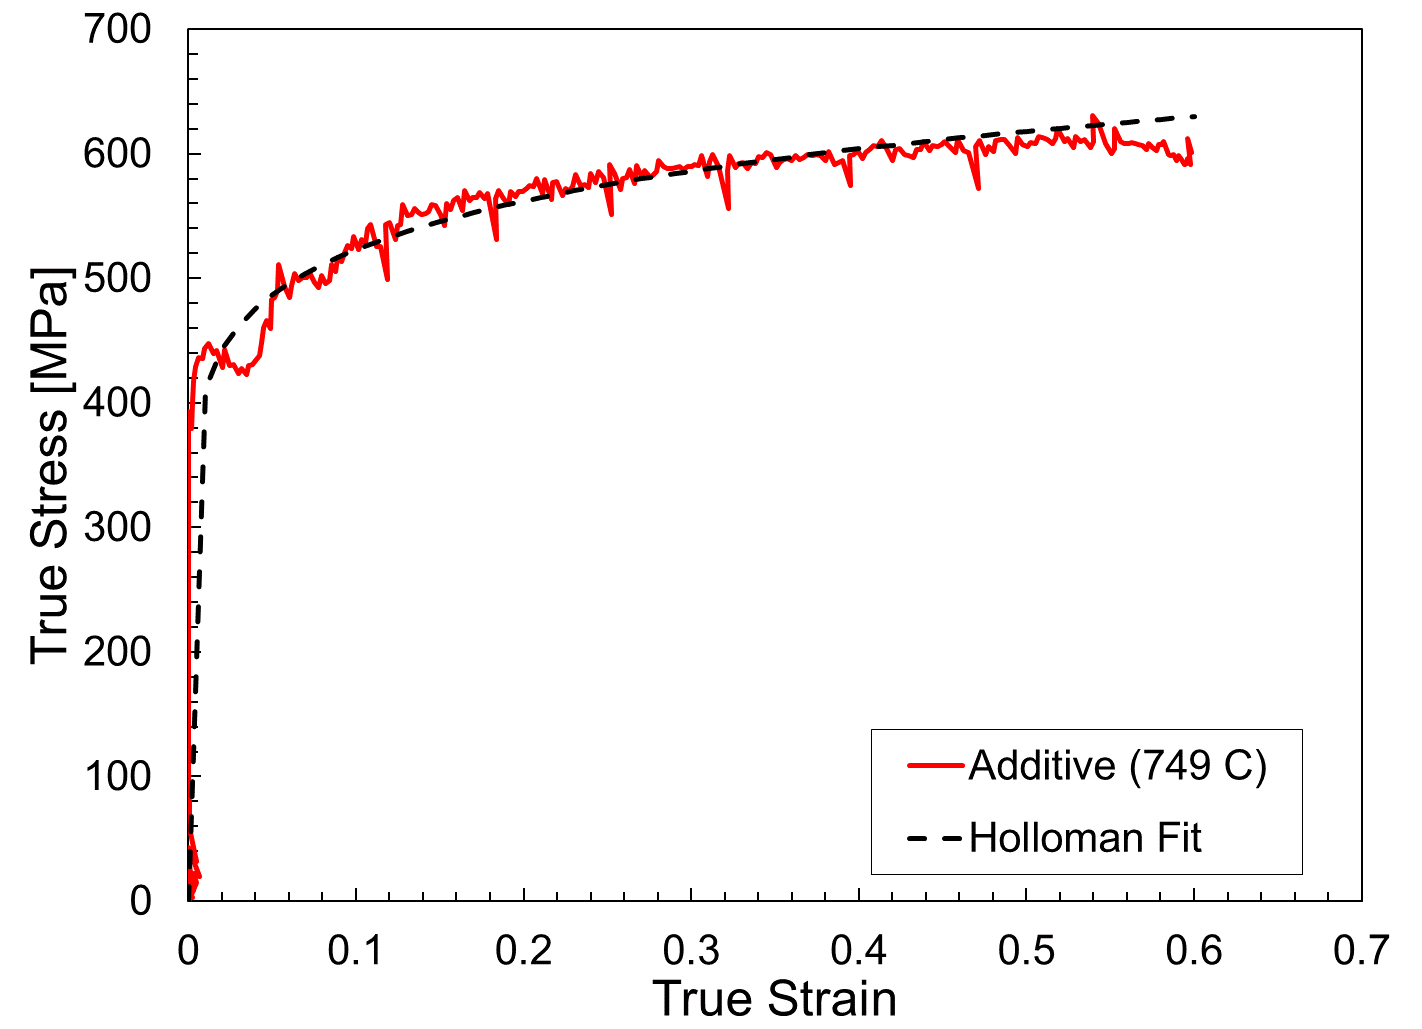 700
600
500
400
300
200
100
0
True Stress [MPa]
Additive (749 C)
Holloman Fit
0 0.1 0.2 0.3 0.4 0.5 0.6 0.7
True Strain